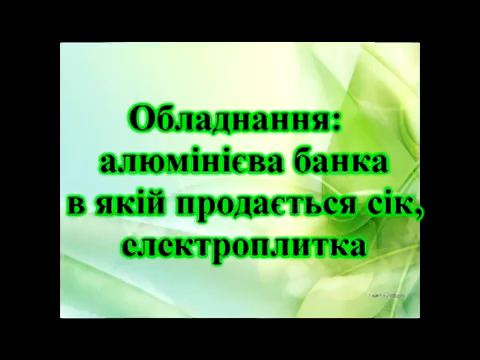 Обладнання:
алюмінієва банка
в якій продається сік,
електроплитка